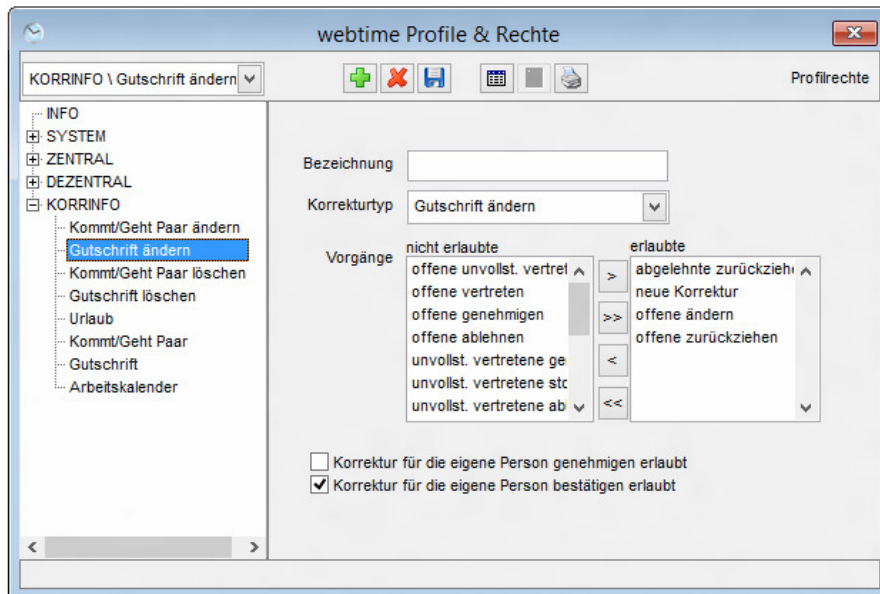 webtime Profile & Rechte
KORRINFO \ Gutschrift ändern
Profilrechte
INFO
SYSTEM
ZENTRAL
DEZENTRAL
KORRINFO
Kommt/Geht Paar ändern
Gutschrift ändern
Kommt/Geht Paar löschen
Gutschrift löschen
Urlaub
Kommt/Geht Paar
Gutschrift
Arbeitskalender
Bezeichnung
Korrekturtyp
Gutschrift ändern
Vorgänge
nicht erlaubte
offene unvollst. vertret
offene vertreten
offene genehmigen
offene ablehnen
unvollst. vertretene ge
unvollst. vertretene sto
unvollst. vertretene abl
>
>>
<
<<
erlaubte
abgelehnte zurückzieh
neue Korrektur
offene ändern
offene zurückziehen
Korrektur für die eigene Person genehmigen erlaubt
Korrektur für die eigene Person bestätigen erlaubt